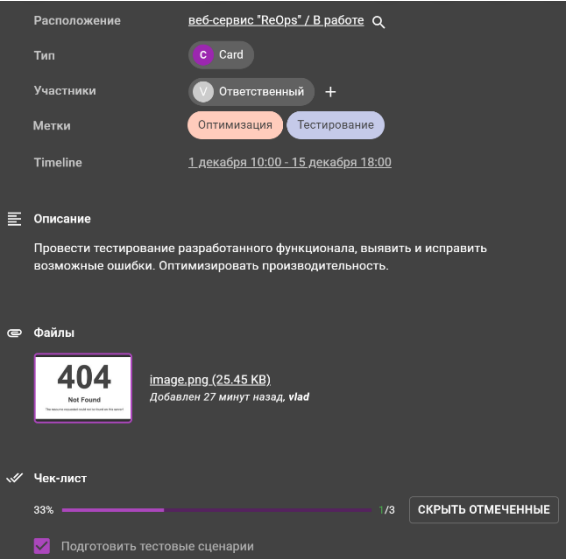 Расположение веб-сервис "ReOps" / В работе
Тип C Card
Участники V Ответственный +
Метки Оптимизация Тестирование
Timeline 1 декабря 10:00 - 15 декабря 18:00
Описание
Провести тестирование разработанного функционала, выявить и исправить
возможные ошибки. Оптимизировать производительность.
Файлы
404
Not Found
image.png (25.45 KB)
Добавлен 27 минут назад, vlad
Чек-лист
33% 1/3 СКРЫТЬ ОТМЕЧЕННЫЕ
Подготовить тестовые сценарии